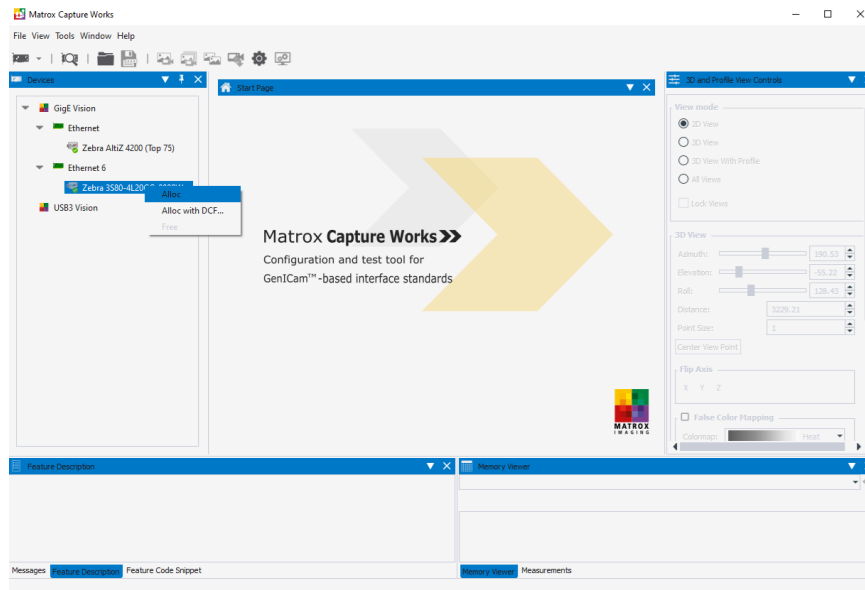 Matrox Capture Works
File View Tools Window Help
Devices
GigE Vision
Ethernet
Zebra AltiZ 4200 (Top 75)
Ethernet 6
Zebra 3S80-4L20
USB3 Vision
Alloc
Alloc with DCF...
Free
Start Page
Matrox Capture Works
Configuration and test tool for
GenICam™-based interface standards
MATROX
IMAGING
3D and Profile View Controls
View mode
2D View
3D View
3D View With Profile
All Views
Lock Views
3D View
Azimuth: 190.53
Elevation: -55.22
Roll: 128.43
Distance: 3229.21
Point Size: 1
Center View Point
Flip Axis
X Y Z
False Color Mapping
Colormap: Heat
Feature Description
Memory Viewer
Messages Feature Description Feature Code Snippet
Memory Viewer Measurements